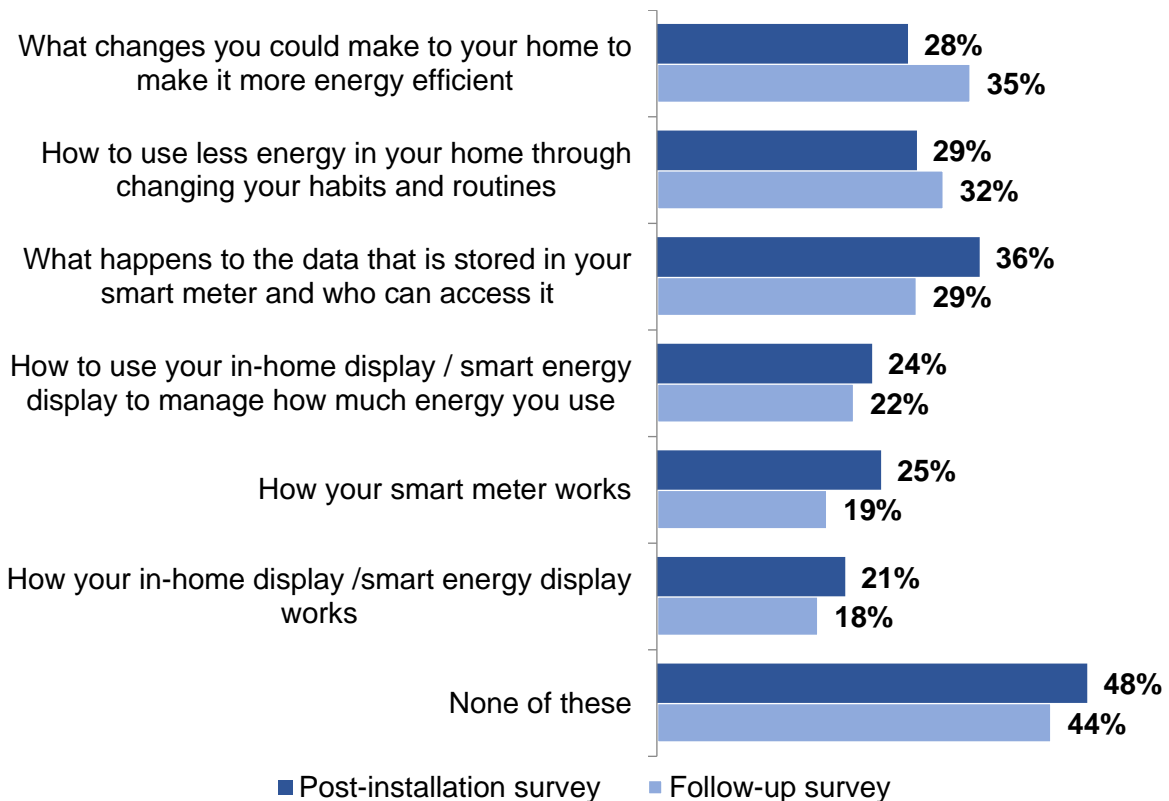 What changes you could make to your home to
make it more energy efficient
28%
35%
How to use less energy in your home through
changing your habits and routines
29%
32%
What happens to the data that is stored in your
smart meter and who can access it
36%
29%
How to use your in-home display / smart energy
display to manage how much energy you use
24%
22%
How your smart meter works
25%
19%
How your in-home display /smart energy display
works
21%
18%
None of these
48%
44%
Post-installation survey
Follow-up survey